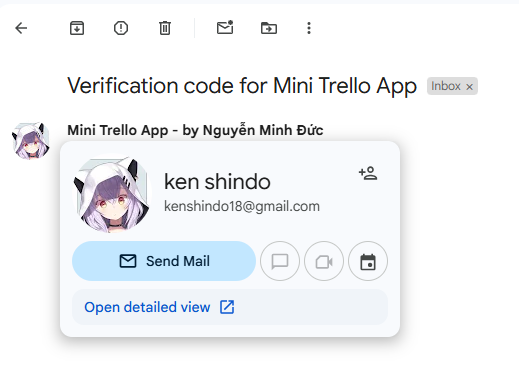 Verification code for Mini Trello App Inbox ×
Mini Trello App - by Nguyễn Minh Đức
ken shindo
kenshindo18@gmail.com
Send Mail
Open detailed view